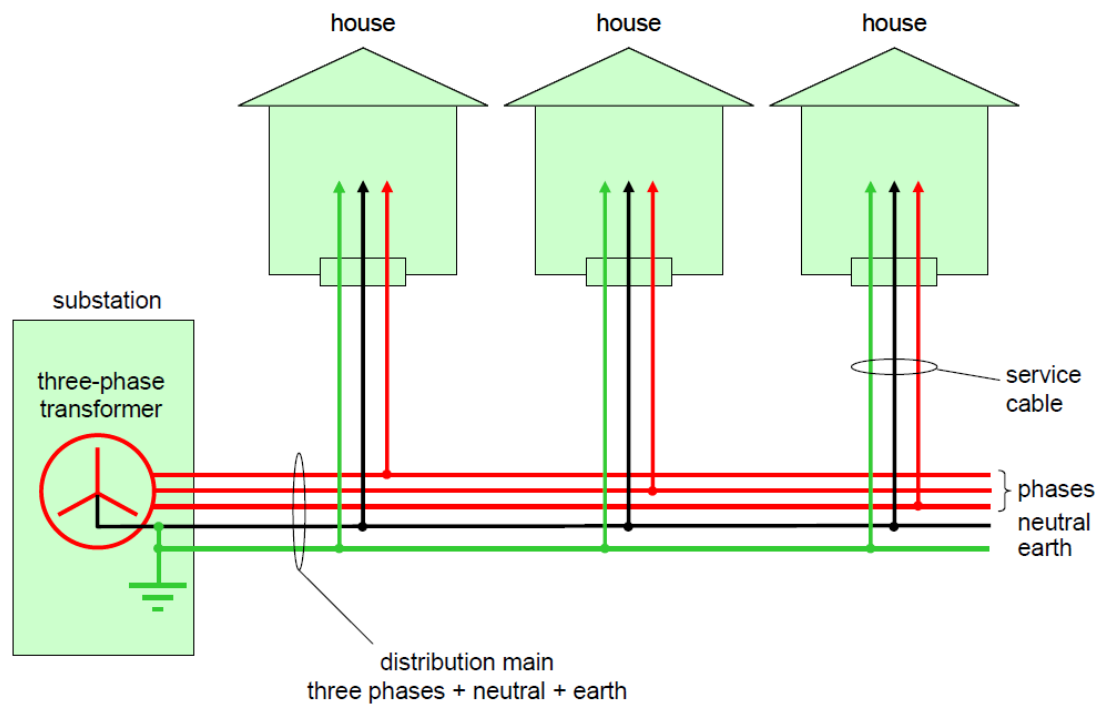 house
house
house
substation
three-phase
transformer
service
cable
phases
neutral
earth
distribution main
three phases + neutral + earth